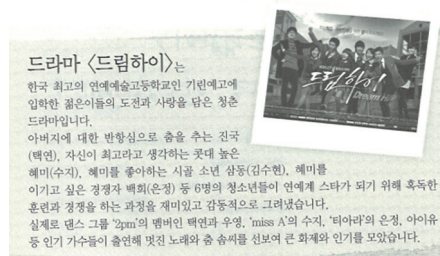 드림하이
Dream High
드라마 〈드림하이〉는
한국 최고의 연예예술고등학교인 기린예고에
입학한 젊은이들의 도전과 사랑을 담은 청춘
드라마입니다.
아버지에 대한 반항심으로 춤을 추는 진국
(택연), 자신이 최고라고 생각하는 콧대 높은
혜미(수지), 혜미를 좋아하는 시골 소년 삼동(김수현), 혜미를
이기고 싶은 경쟁자 백희(은정) 등 6명의 청소년들이 연예계 스타가 되기 위해 혹독한
훈련과 경쟁을 하는 과정을 재미있고 감동적으로 그려냈습니다.
실제로 댄스 그룹 '2pm'의 멤버인 택연과 우영, 'miss A'의 수지, '티아라'의 은정, 아이유
등 인기 가수들이 출연해 멋진 노래와 춤 솜씨를 선보여 큰 화제와 인기를 모았습니다.